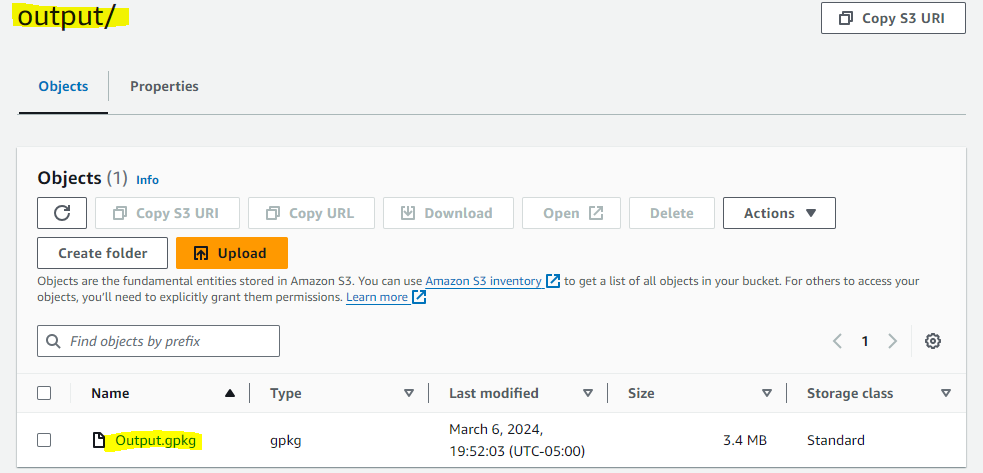 output/
Copy S3 URI
Objects Properties
Objects (1) Info
Copy S3 URI Copy URL Download Open Delete Actions
Create folder Upload
Objects are the fundamental entities stored in Amazon S3. You can use Amazon S3 inventory to get a list of all objects in your bucket. For others to access your
objects, you'll need to explicitly grant them permissions. Learn more
Find objects by prefix
1
Name Type Last modified Size Storage class
Output.gpkg gpkg March 6, 2024, 19:52:03 (UTC-05:00) 3.4 MB Standard